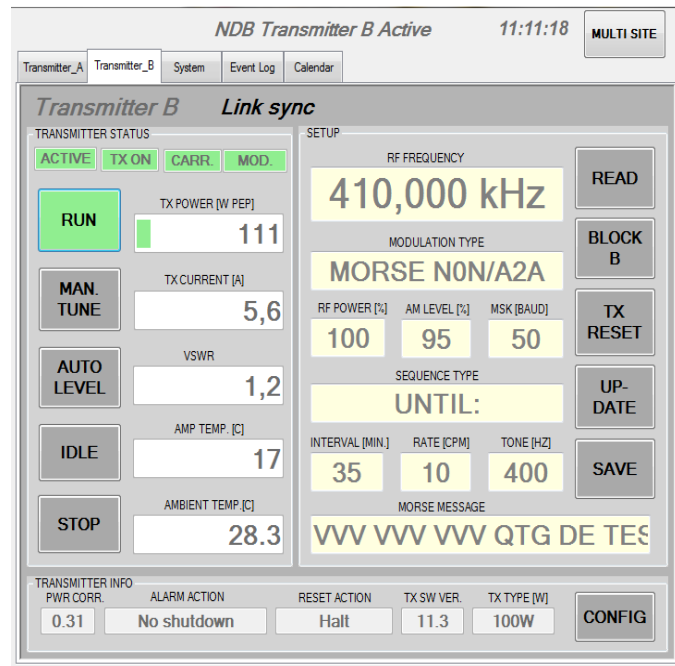 NDB Transmitter B Active 11:11:18 MULTI SITE
Transmitter_A Transmitter_B System Event Log Calendar
Transmitter B Link sync
TRANSMITTER STATUS
ACTIVE TX ON CARR. MOD.
RUN
TX POWER [W PEP]
111
MAN.
TUNE
TX CURRENT [A]
5,6
AUTO
LEVEL
VSWR
1,2
IDLE
AMP TEMP. [C]
17
STOP
AMBIENT TEMP.[C]
28.3
SETUP
RF FREQUENCY
410,000 kHz
MODULATION TYPE
MORSE N0N/A2A
RF POWER [%] AM LEVEL [%] MSK [BAUD]
100 95 50
SEQUENCE TYPE
UNTIL:
INTERVAL [MIN.] RATE [CPM] TONE [HZ]
35 10 400
MORSE MESSAGE
VVV VVV VVV QTG DE TES
READ
BLOCK
B
TX
RESET
UP-
DATE
SAVE
TRANSMITTER INFO
PWR CORR. ALARM ACTION RESET ACTION TX SW VER. TX TYPE [W]
0.31 No shutdown Halt 11.3 100W
CONFIG